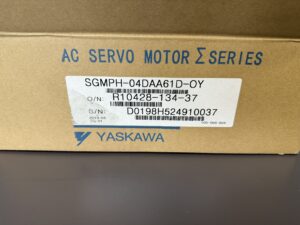 AC SERVO MOTOR Σ SERIES
SGMPH-04DAA61D-OY
O/N: R10428-134-37
S/N: D0198H524910037
YASKAWA